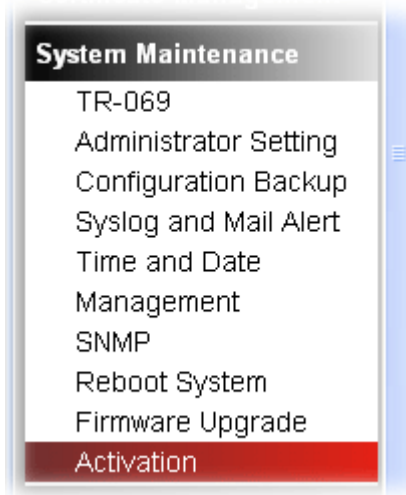 System Maintenance
TR-069
Administrator Setting
Configuration Backup
Syslog and Mail Alert
Time and Date
Management
SNMP
Reboot System
Firmware Upgrade
Activation